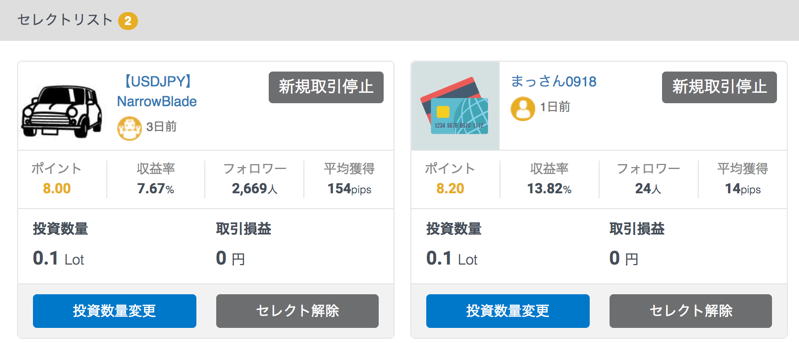 セレクトリスト 2
【USDJPY】
NarrowBlade
3日前
新規取引停止
ポイント 収益率 フォロワー 平均獲得
8.00 7.67% 2,669人 154pips
投資数量 取引損益
0.1 Lot 0 円
投資数量変更 セレクト解除
まっさん0918
1日前
新規取引停止
ポイント 収益率 フォロワー 平均獲得
8.20 13.82% 24人 14pips
投資数量 取引損益
0.1 Lot 0 円
投資数量変更 セレクト解除